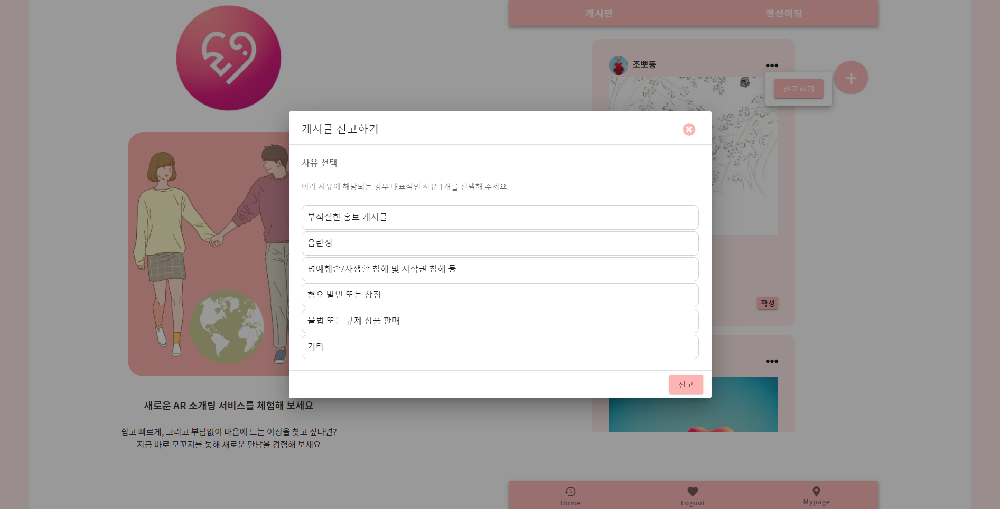 게시판
랜선미팅
조뽀똥
신고하기
게시글 신고하기
사유 선택
여러 사유에 해당되는 경우 대표적인 사유 1개를 선택해 주세요.
부적절한 홍보 게시글
음란성
명예훼손/사생활 침해 및 저작권 침해 등
혐오 발언 또는 상징
불법 또는 규제 상품 판매
기타
신고
작성
새로운 AR 소개팅 서비스를 체험해 보세요
쉽고 빠르게, 그리고 부담없이 마음에 드는 이성을 찾고 싶다면?
지금 바로 모꼬지를 통해 새로운 만남을 경험해 보세요
Home
Logout
Mypage